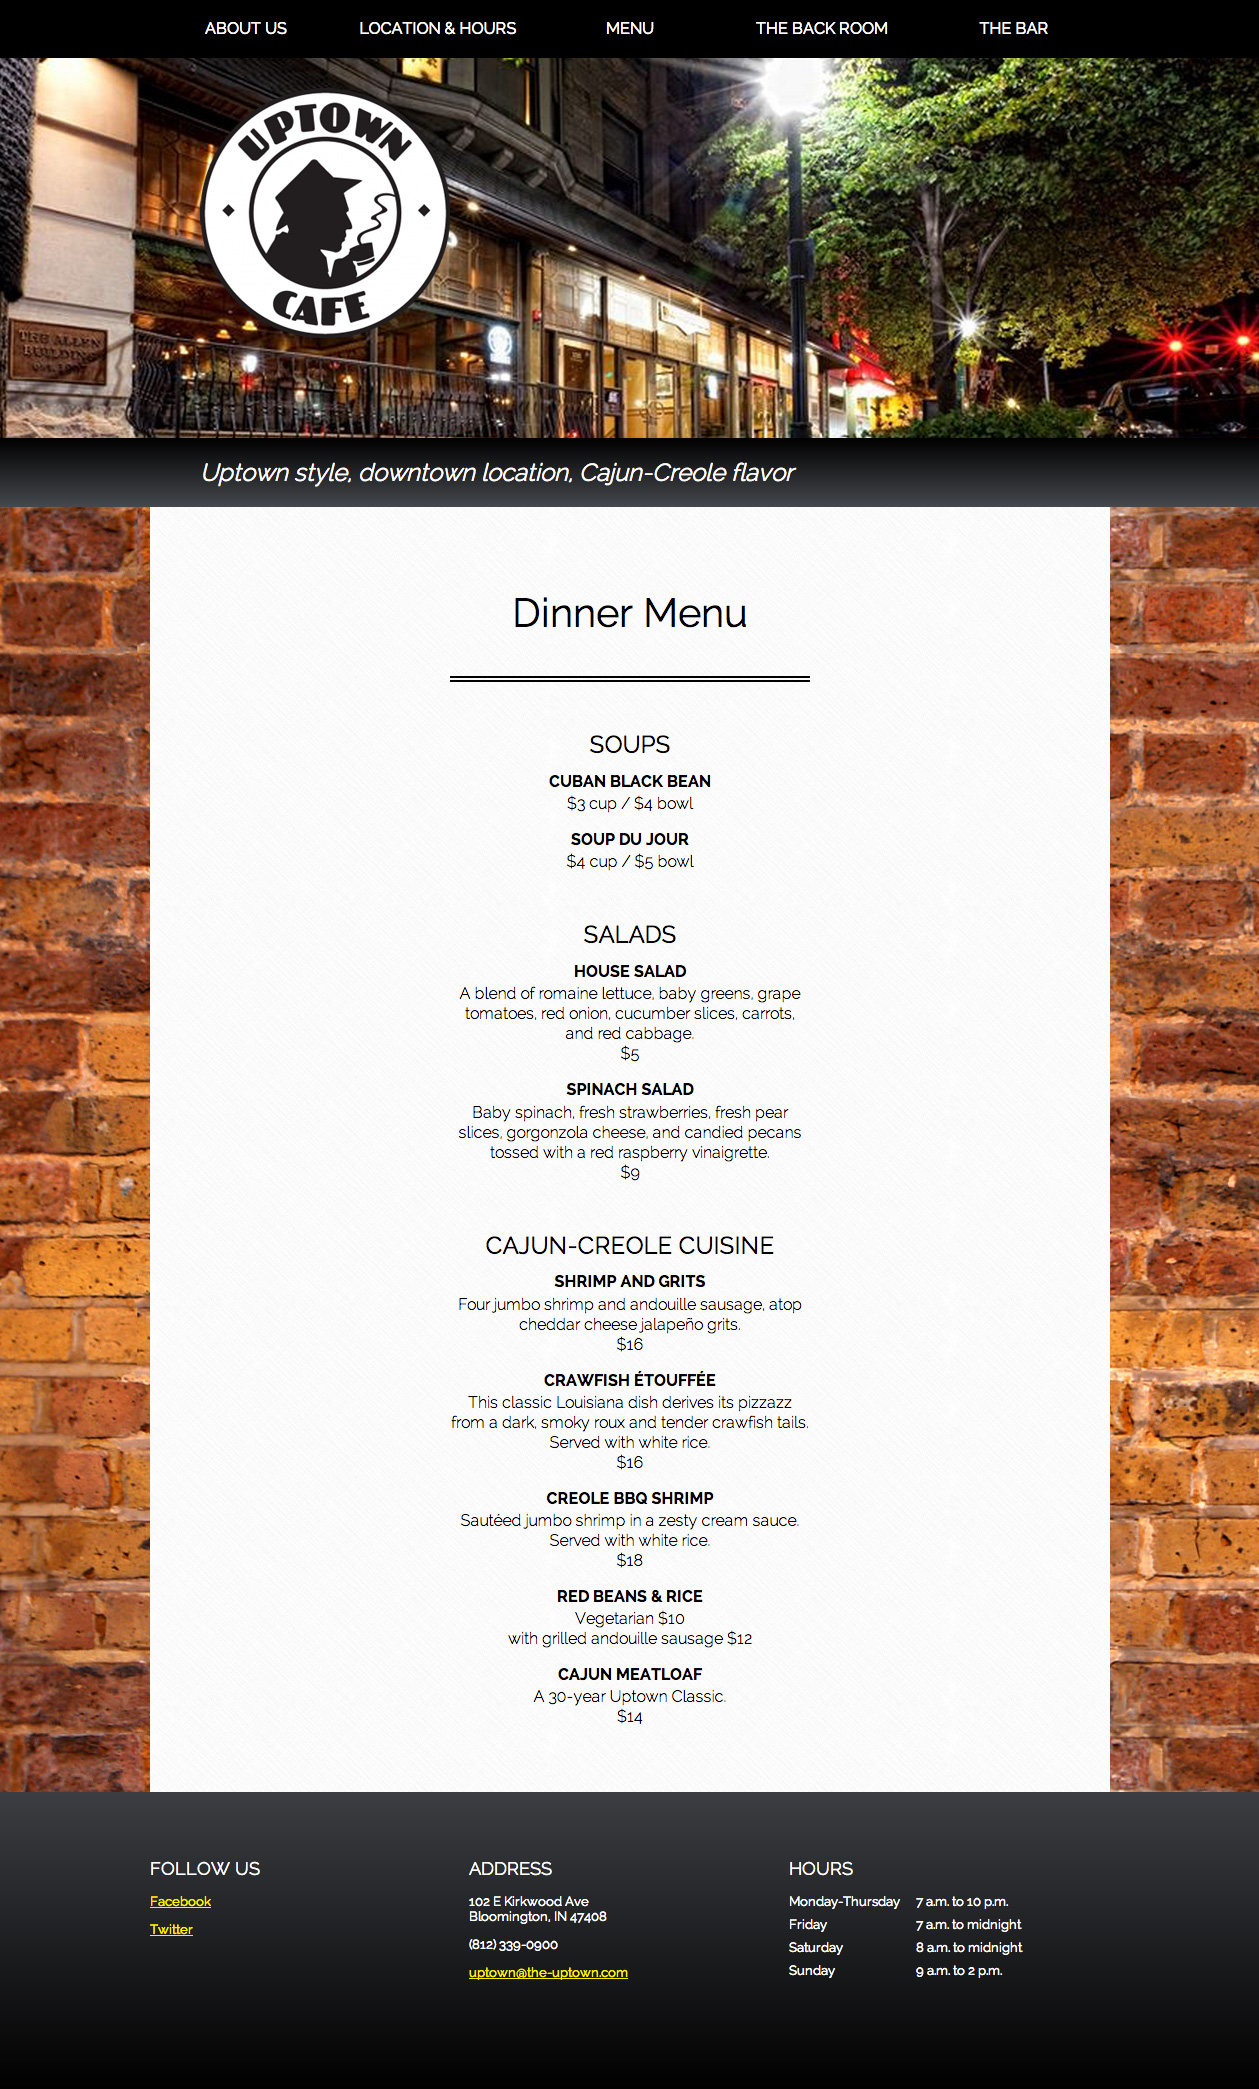 ABOUT US
LOCATION & HOURS
MENU
THE BACK ROOM
THE BAR
UPTOWN
CAFE
THE ALLEN
BUILDING
Uptown style, downtown location, Cajun-Creole flavor
Dinner Menu
SOUPS
CUBAN BLACK BEAN
$3 cup / $4 bowl
SOUP DU JOUR
$4 cup / $5 bowl
SALADS
HOUSE SALAD
A blend of romaine lettuce, baby greens, grape
tomatoes, red onion, cucumber slices, carrots,
and red cabbage.
$5
SPINACH SALAD
Baby spinach, fresh strawberries, fresh pear
slices, gorgonzola cheese, and candied pecans
tossed with a red raspberry vinaigrette.
$9
CAJUN-CREOLE CUISINE
SHRIMP AND GRITS
Four jumbo shrimp and andouille sausage, atop
cheddar cheese jalapeño grits.
$16
CRAWFISH ÉTOUFFÉE
This classic Louisiana dish derives its pizzazz
from a dark, smoky roux and tender crawfish tails.
Served with white rice.
$16
CREOLE BBQ SHRIMP
Sautéed jumbo shrimp in a zesty cream sauce.
Served with white rice.
$18
RED BEANS & RICE
Vegetarian $10
with grilled andouille sausage $12
CAJUN MEATLOAF
A 30-year Uptown Classic.
$14
FOLLOW US
Facebook
Twitter
ADDRESS
102 E Kirkwood Ave
Bloomington, IN 47408
(812) 339-0900
uptown@the-uptown.com
HOURS
Monday-Thursday 7 a.m. to 10 p.m.
Friday 7 a.m. to midnight
Saturday 8 a.m. to midnight
Sunday 9 a.m. to 2 p.m.